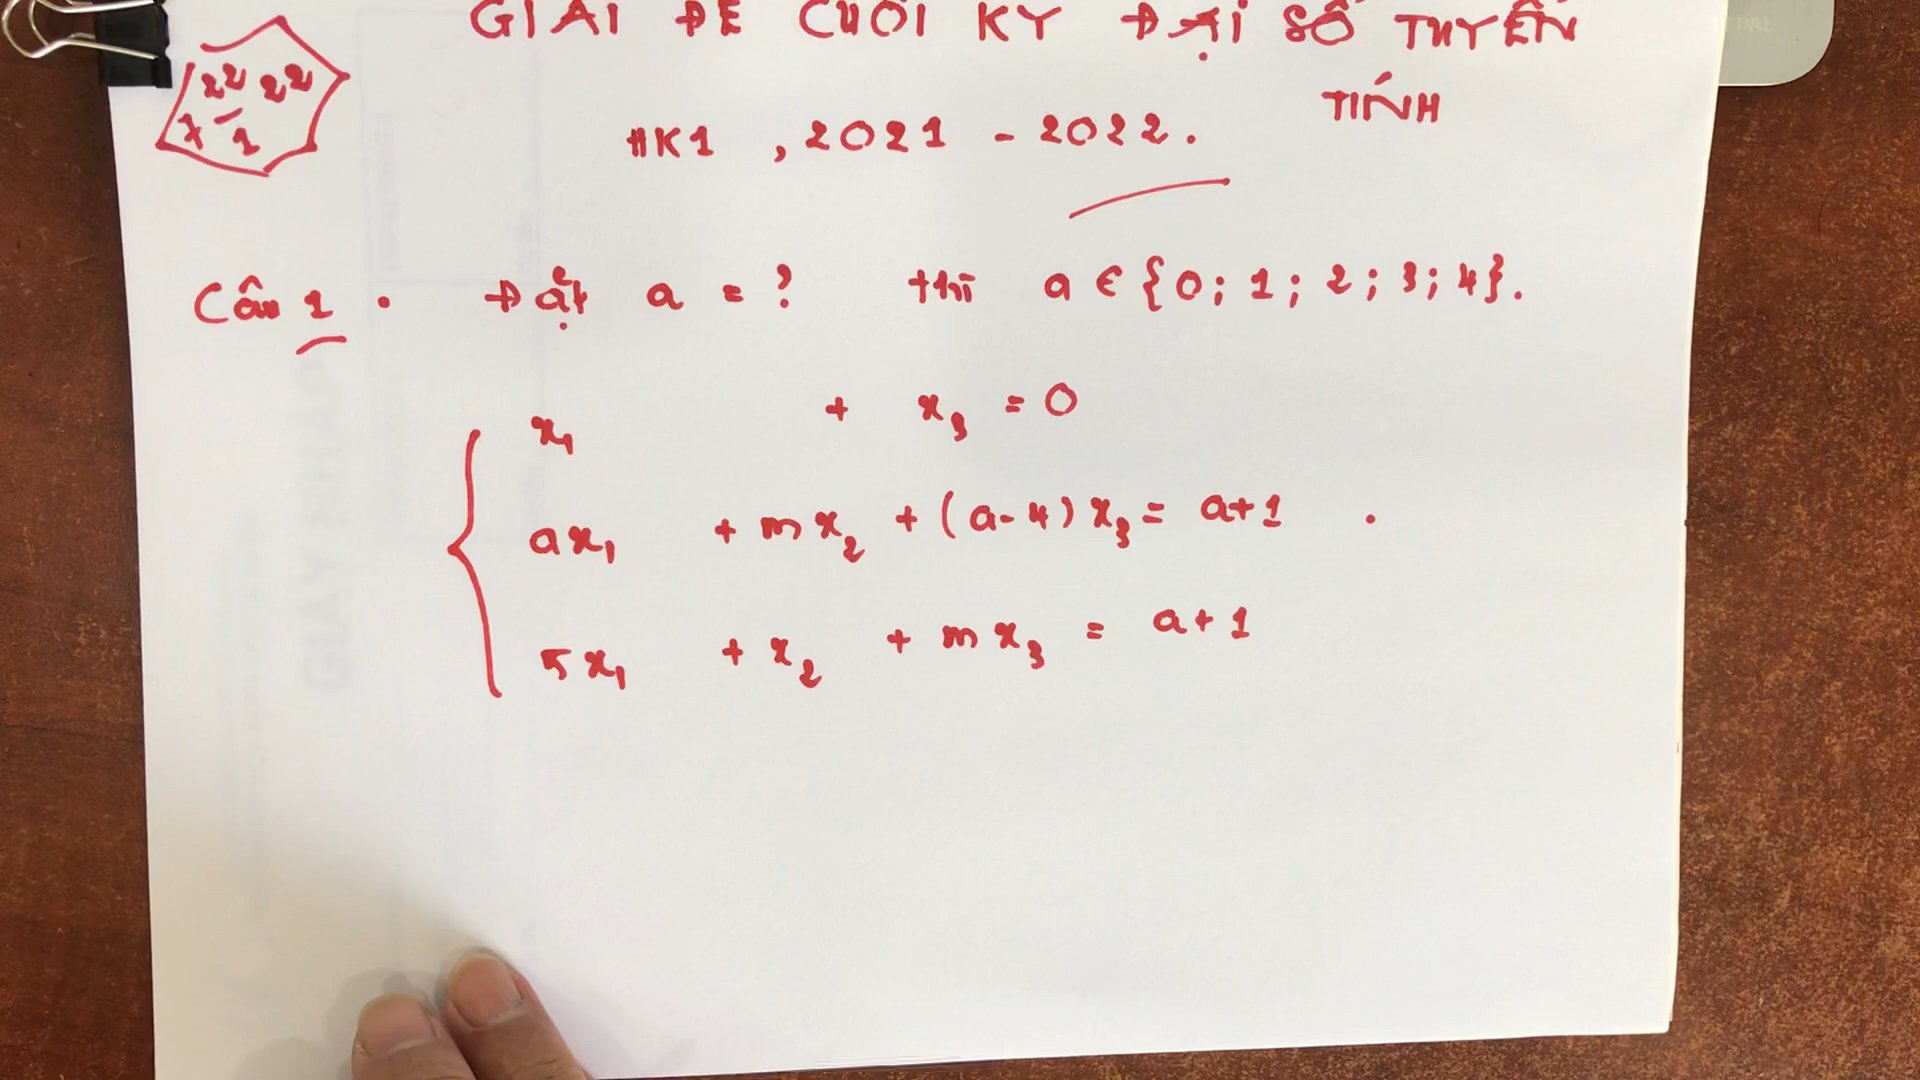 GIẢI ĐỀ CUỐI KỲ ĐẠI SỐ TUYẾN
TÍNH
HK1 , 2021 - 2022.
22 22
7 - 1
Câu 1 . Đặt a = ? thì a ∈ {0; 1; 2; 3; 4}.
x₁ + x₃ = 0
ax₁ + mx₂ + (a-4) x₃ = a+1 .
5x₁ + x₂ + mx₃ = a+1